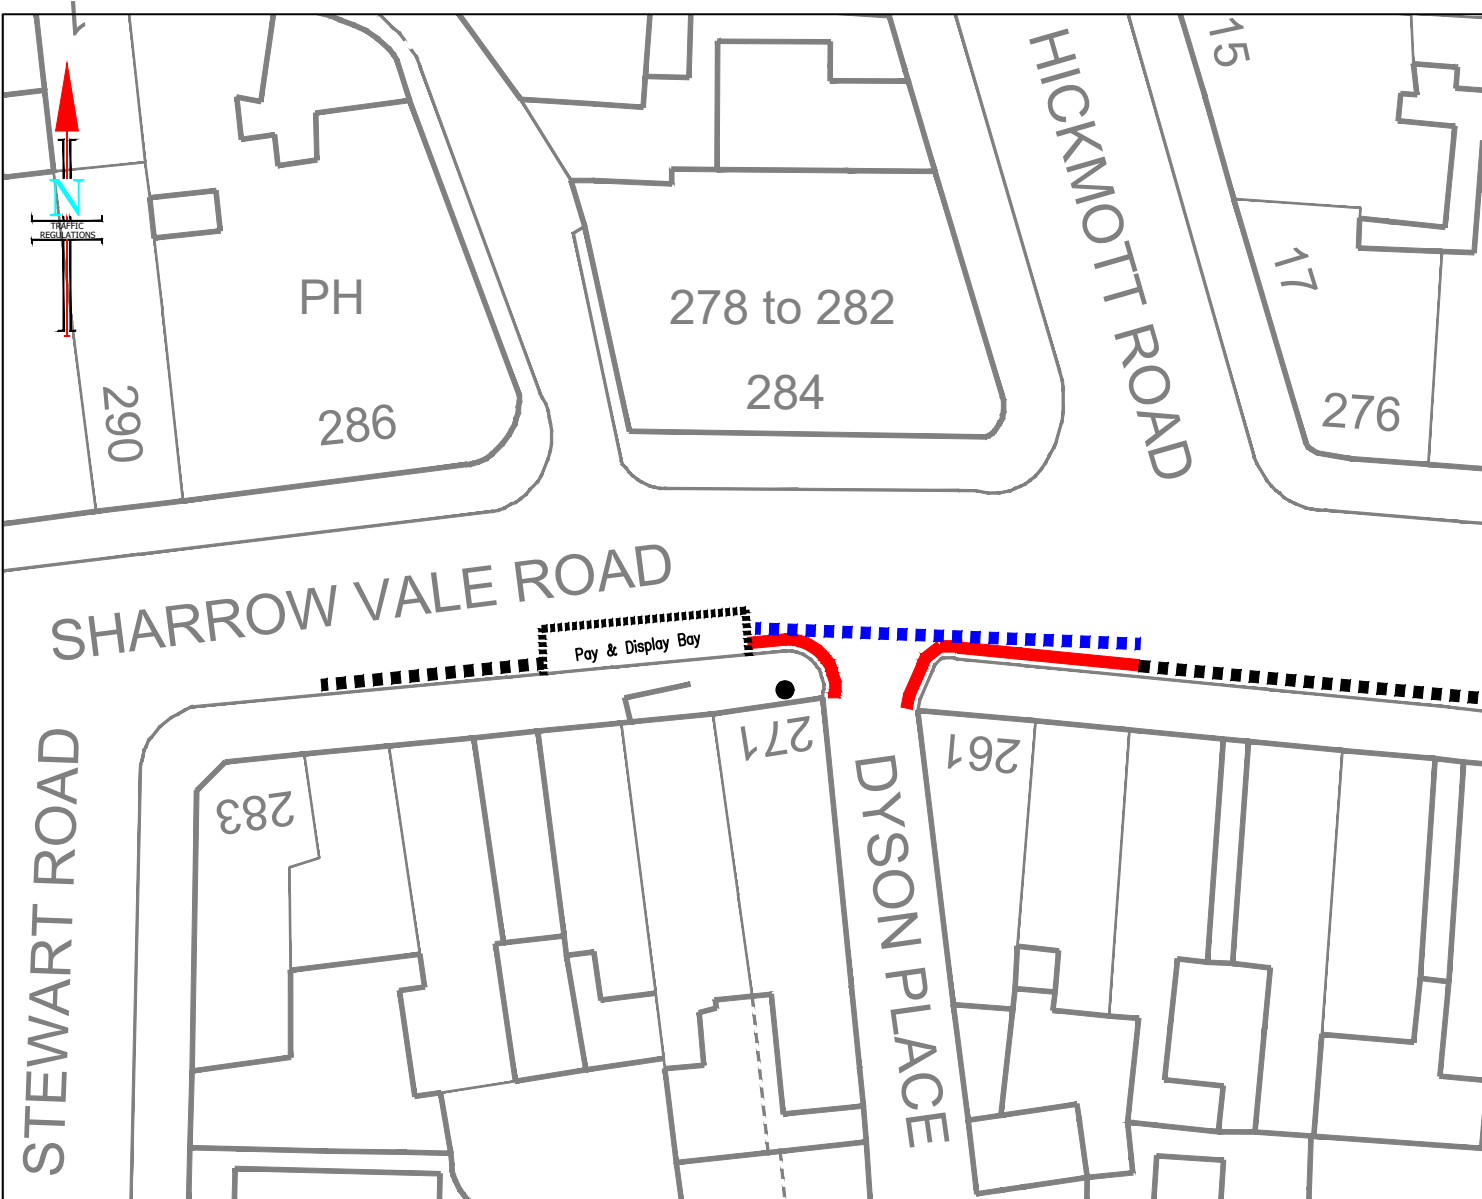 1
15
HICKMOTT ROAD
N
TRAFFIC
REGULATIONS
PH
17
278 to 282
284
290
286
276
SHARROW VALE ROAD
Pay & Display Bay
271
261
283
STEWART ROAD
DYSON PLACE